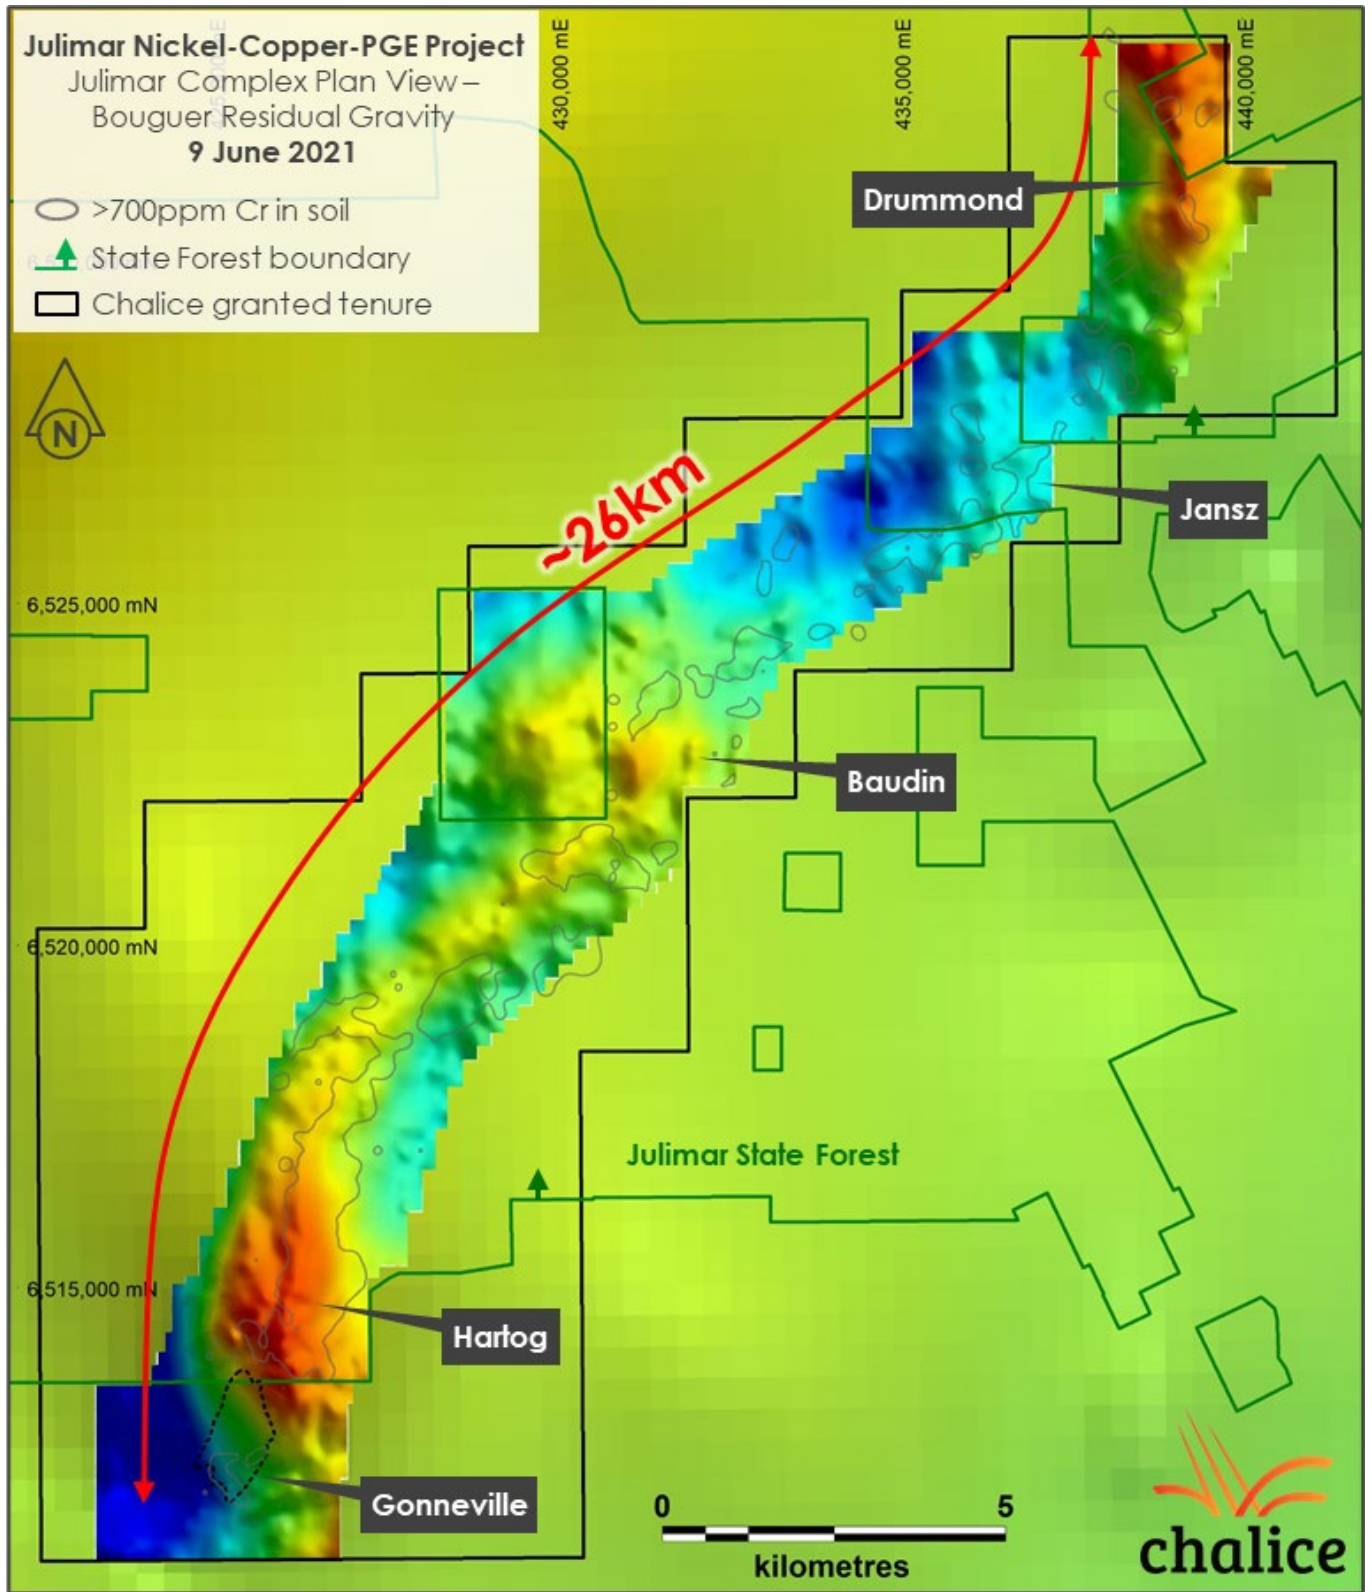 Julimar Nickel-Copper-PGE Project
Julimar Complex Plan View –
Bouguer Residual Gravity
9 June 2021
>700ppm Cr in soil
State Forest boundary
Chalice granted tenure
N
430,000 mE
435,000 mE
440,000 mE
Drummond
Jansz
~26km
6,525,000 mN
Baudin
6,520,000 mN
Julimar State Forest
6,515,000 mN
Hartog
Gonneville
0 5
kilometres
chalice